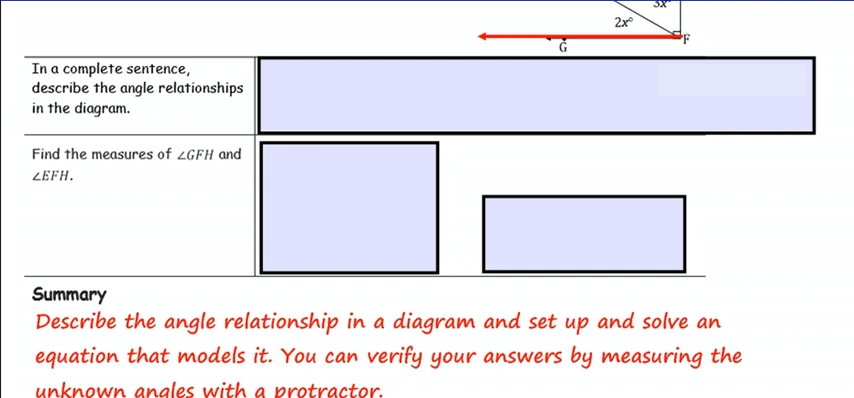 3x°
2x°
F
G
In a complete sentence,
describe the angle relationships
in the diagram.
Find the measures of ∠GFH and
∠EFH.
Summary
Describe the angle relationship in a diagram and set up and solve an
equation that models it. You can verify your answers by measuring the
unknown angles with a protractor.